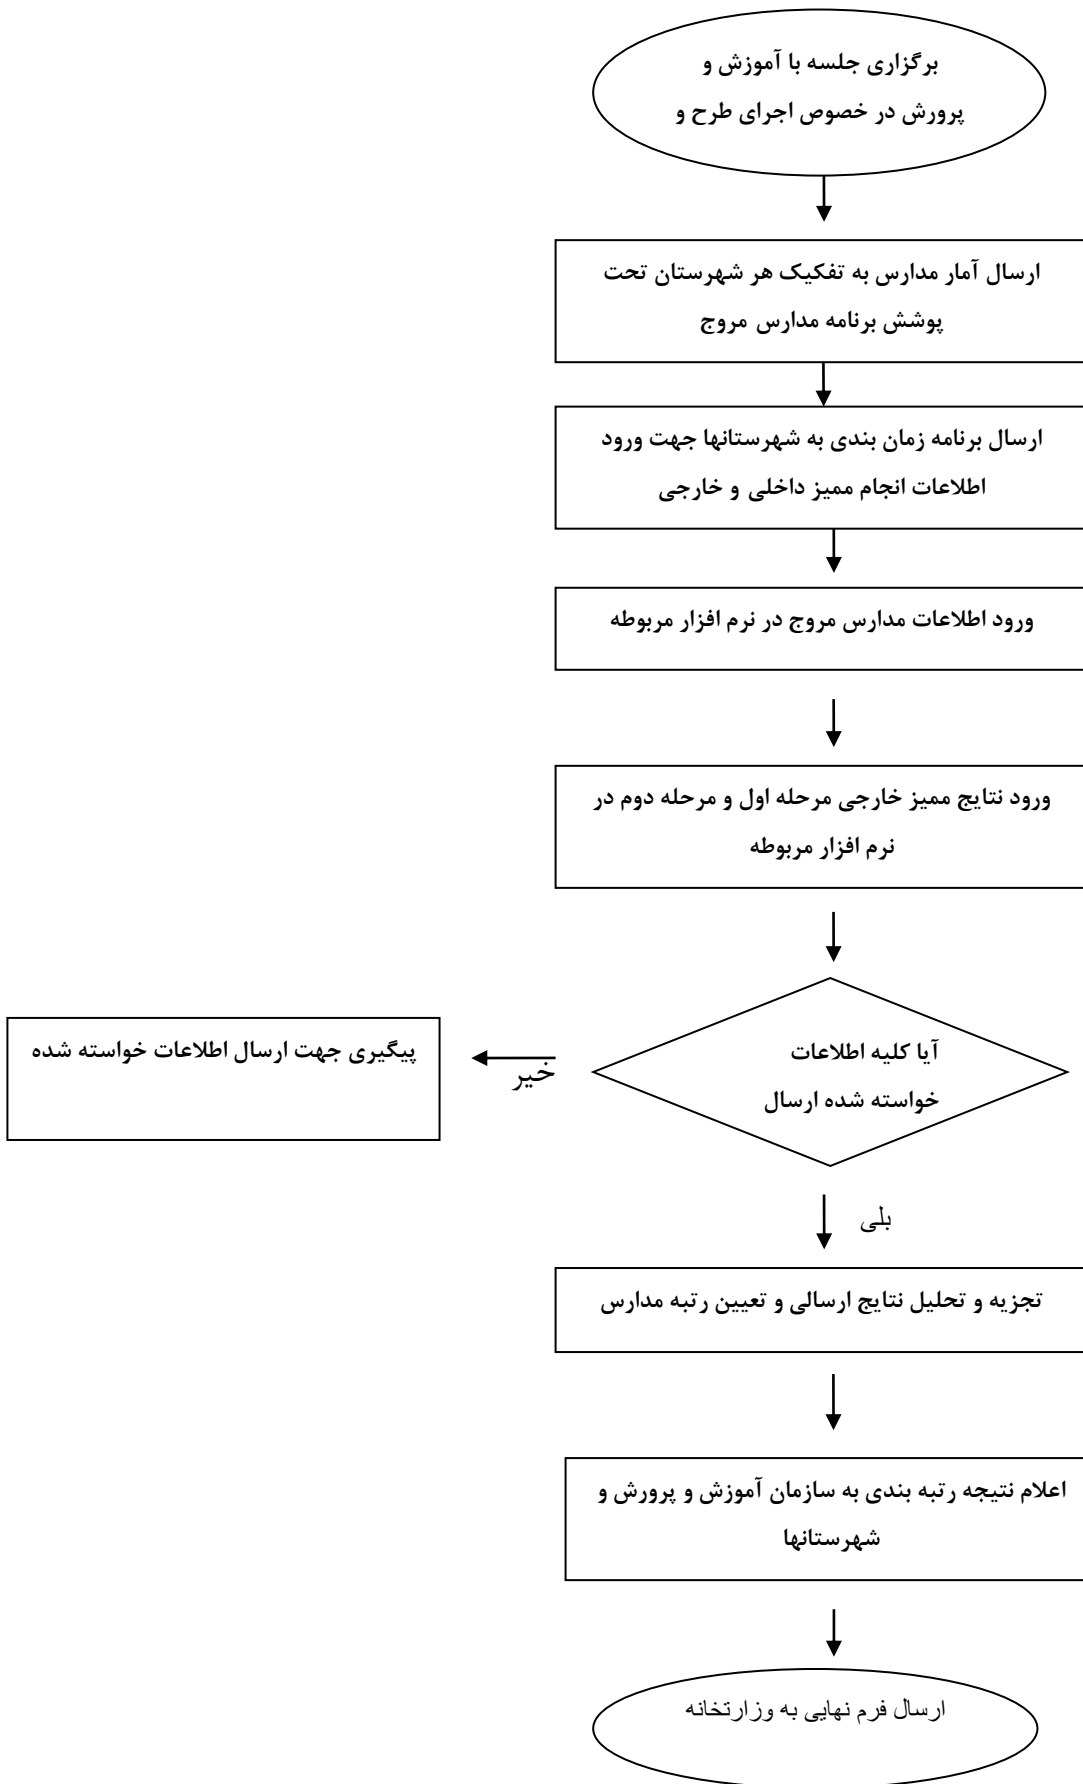 برگزاری جلسه با آموزش و
پرورش در خصوص اجرای طرح و
ارسال آمار مدارس به تفکیک هر شهرستان تحت
پوشش برنامه مدارس مروج
ارسال برنامه زمان بندی به شهرستانها جهت ورود
اطلاعات انجام ممیز داخلی و خارجی
ورود اطلاعات مدارس مروج در نرم افزار مربوطه
ورود نتایج ممیز خارجی مرحله اول و مرحله دوم در
نرم افزار مربوطه
آیا کلیه اطلاعات
خواسته شده ارسال
خیر
پیگیری جهت ارسال اطلاعات خواسته شده
بلی
تجزیه و تحلیل نتایج ارسالی و تعیین رتبه مدارس
اعلام نتیجه رتبه بندی به سازمان آموزش و پرورش و
شهرستانها
ارسال فرم نهایی به وزارتخانه